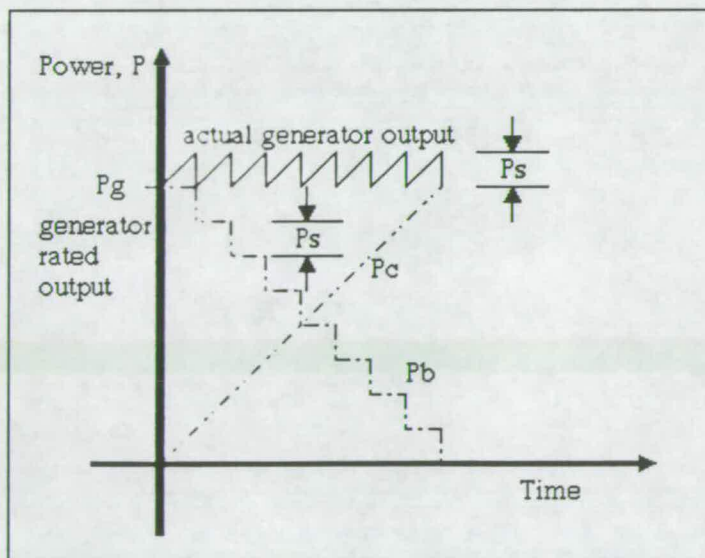 Power, P
actual generator output
Ps
Pg
generator
rated
output
Ps
Pc
Pb
Time